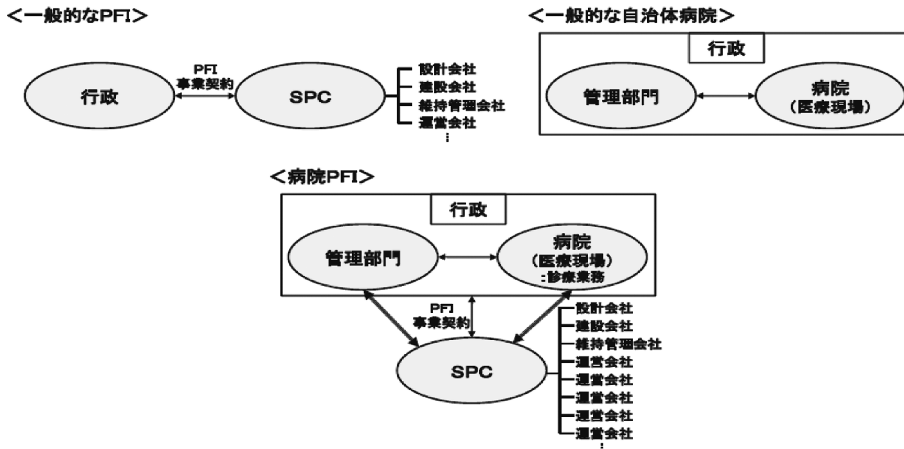 ＜一般的なPFI＞
行政
PFI
事業契約
SPC
設計会社
建設会社
維持管理会社
運営会社
⋮
＜一般的な自治体病院＞
行政
管理部門
病院
（医療現場）
＜病院PFI＞
行政
管理部門
病院
（医療現場）
：診療業務
PFI
事業契約
SPC
設計会社
建設会社
維持管理会社
運営会社
運営会社
運営会社
運営会社
運営会社
⋮